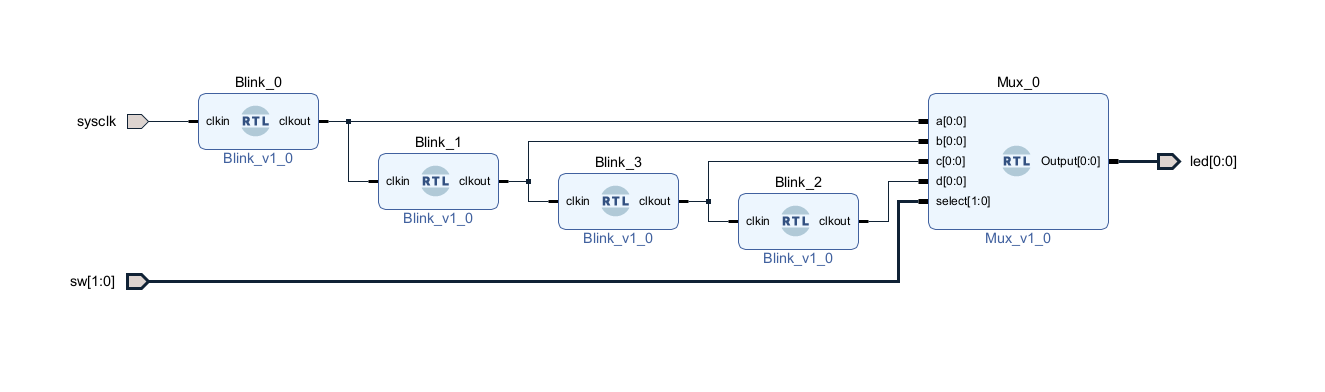 Blink_0
sysclk
clkin RTL clkout
Blink_v1_0
Blink_1
clkin RTL clkout
Blink_v1_0
Blink_3
clkin RTL clkout
Blink_v1_0
Blink_2
clkin RTL clkout
Blink_v1_0
Mux_0
a[0:0]
b[0:0]
c[0:0]
d[0:0]
select[1:0]
RTL
Output[0:0]
Mux_v1_0
led[0:0]
sw[1:0]